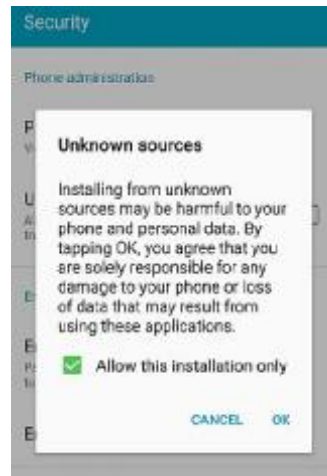 Security
Phone administration
Unknown sources
Installing from unknown
sources may be harmful to your
phone and personal data. By
tapping OK, you agree that you
are solely responsible for any
damage to your phone or loss
of data that may result from
using these applications.
Allow this installation only
CANCEL OK